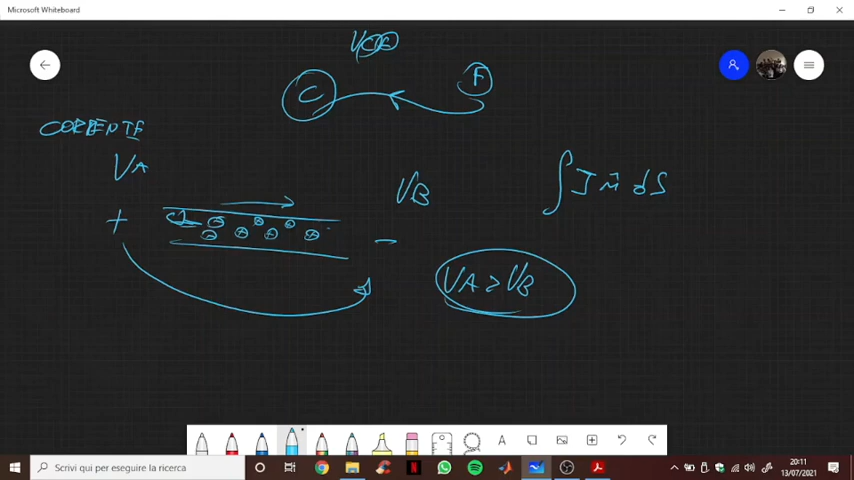 Microsoft Whiteboard
C
F
CORRENTE
VA
VB
∫ J n̂ dS
+
-
VA > VB
A
Scrivi qui per eseguire la ricerca
20:11
13/07/2021